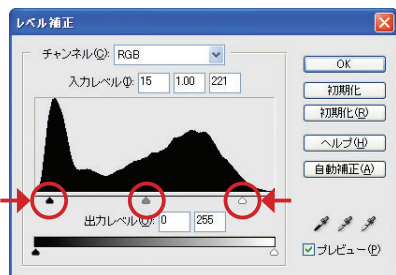 レベル補正
チャンネル(C): RGB
入力レベル(I): 15 1.00 221
出力レベル(O): 0 255
OK
初期化
初期化(R)
ヘルプ(H)
自動補正(A)
プレビュー(P)